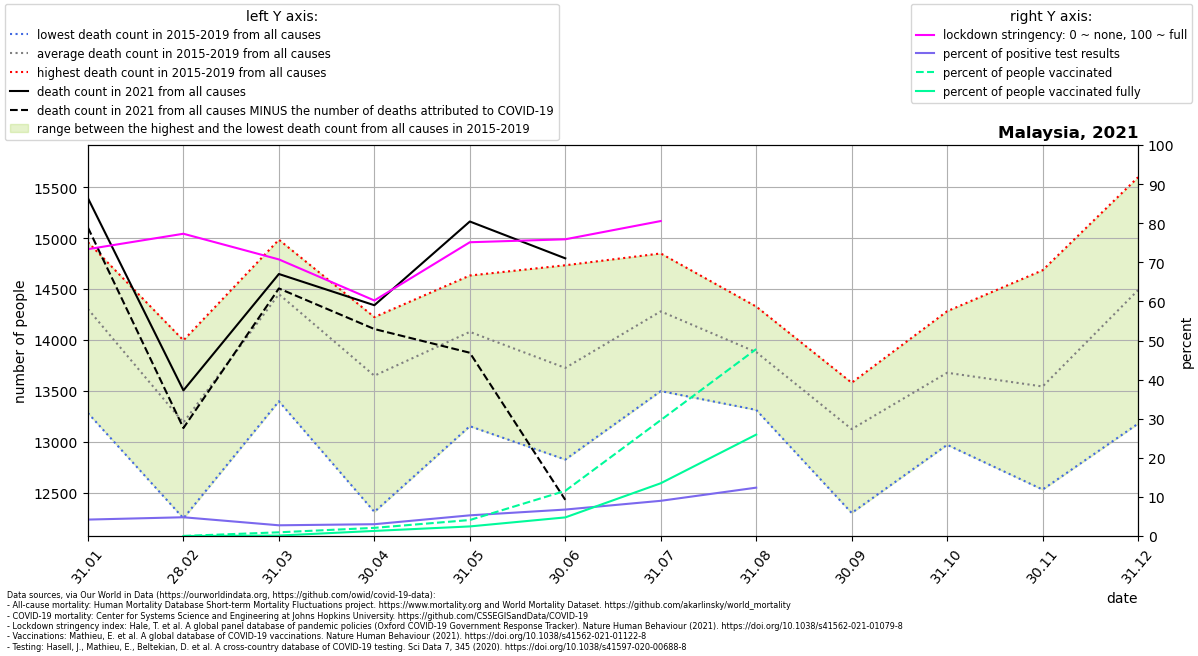 left Y axis:
lowest death count in 2015-2019 from all causes
average death count in 2015-2019 from all causes
highest death count in 2015-2019 from all causes
death count in 2021 from all causes
death count in 2021 from all causes MINUS the number of deaths attributed to COVID-19
range between the highest and the lowest death count from all causes in 2015-2019
right Y axis:
lockdown stringency: 0 ~ none, 100 ~ full
percent of positive test results
percent of people vaccinated
percent of people vaccinated fully
Malaysia, 2021
number of people
15500
15000
14500
14000
13500
13000
12500
100
90
80
70
60
50
40
30
20
10
0
percent
31.01
28.02
31.03
30.04
31.05
30.06
31.07
31.08
30.09
31.10
30.11
31.12
date
Data sources, via Our World in Data (https://ourworldindata.org, https://github.com/owid/covid-19-data):
- All-cause mortality: Human Mortality Database Short-term Mortality Fluctuations project. https://www.mortality.org and World Mortality Dataset. https://github.com/akarlinsky/world_mortality
- COVID-19 mortality: Center for Systems Science and Engineering at Johns Hopkins University. https://github.com/CSSEGISandData/COVID-19
- Lockdown stringency index: Hale, T. et al. A global panel database of pandemic policies (Oxford COVID-19 Government Response Tracker). Nature Human Behaviour (2021). https://doi.org/10.1038/s41562-021-01079-8
- Vaccinations: Mathieu, E. et al. A global database of COVID-19 vaccinations. Nature Human Behaviour (2021). https://doi.org/10.1038/s41562-021-01122-8
- Testing: Hasell, J., Mathieu, E., Beltekian, D. et al. A cross-country database of COVID-19 testing. Sci Data 7, 345 (2020). https://doi.org/10.1038/s41597-020-00688-8